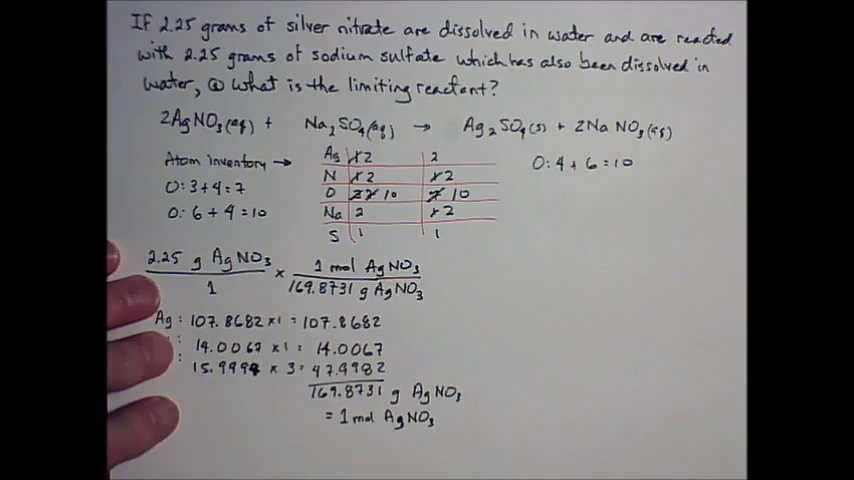 If 2.25 grams of silver nitrate are dissolved in water and are reacted
with 2.25 grams of sodium sulfate which has also been dissolved in
water, ⓐ what is the limiting reactant?
2AgNO₃(aq) + Na₂SO₄(aq) → Ag₂SO₄(s) + 2NaNO₃(aq)
Atom inventory → Ag 1 2 2
O: 4 + 6 = 10
N 1 2 1 2
O: 3+4=7
O 7 10 7 10
O: 6 + 4 = 10
Na 2 1 2
S 1 1
2.25 g AgNO₃ × 1 mol AgNO₃
1 169.8731 g AgNO₃
Ag: 107.8682 ×1 = 107.8682
: 14.0067 ×1 = 14.0067
: 15.9994 × 3 = 47.9982
169.8731 g AgNO₃
= 1 mol AgNO₃